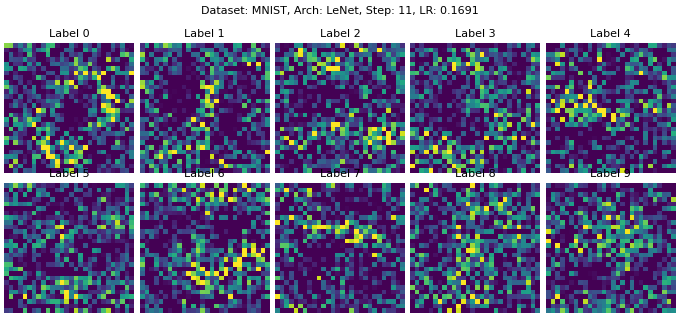 Dataset: MNIST, Arch: LeNet, Step: 11, LR: 0.1691
Label 0 Label 1 Label 2 Label 3 Label 4
Label 5 Label 6 Label 7 Label 8 Label 9